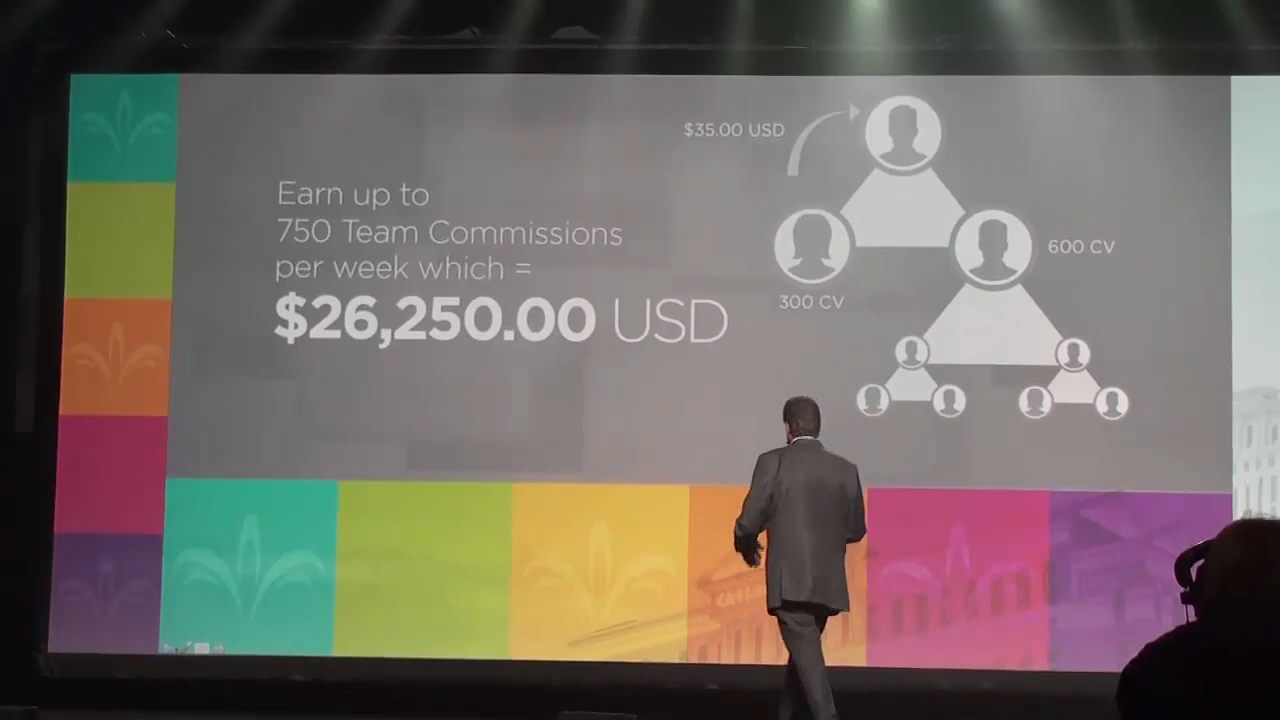 $35.00 USD
Earn up to
750 Team Commissions
per week which =
$26,250.00 USD
600 CV
300 CV